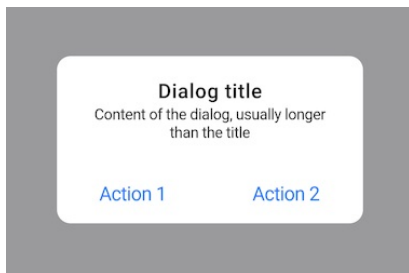 Dialog title
Content of the dialog, usually longer
than the title
Action 1 Action 2